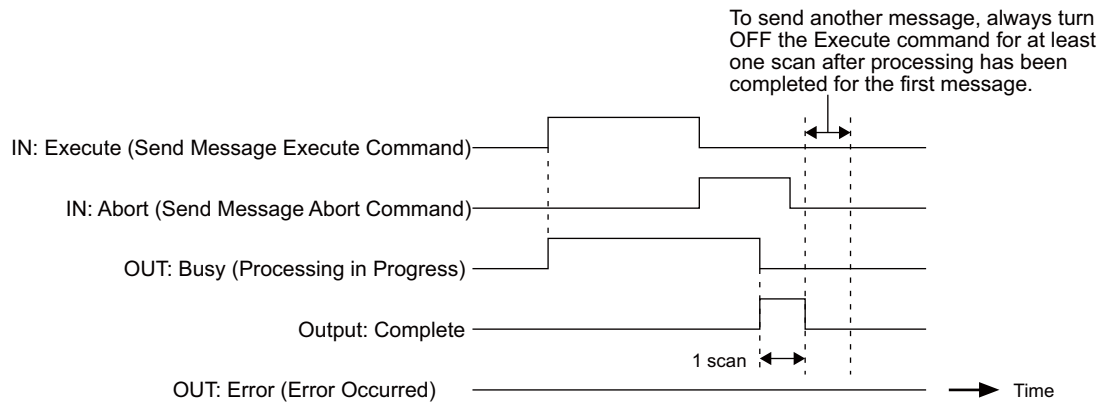 To send another message, always turn
OFF the Execute command for at least
one scan after processing has been
completed for the first message.
IN: Execute (Send Message Execute Command)
IN: Abort (Send Message Abort Command)
OUT: Busy (Processing in Progress)
Output: Complete
1 scan
OUT: Error (Error Occurred)
Time